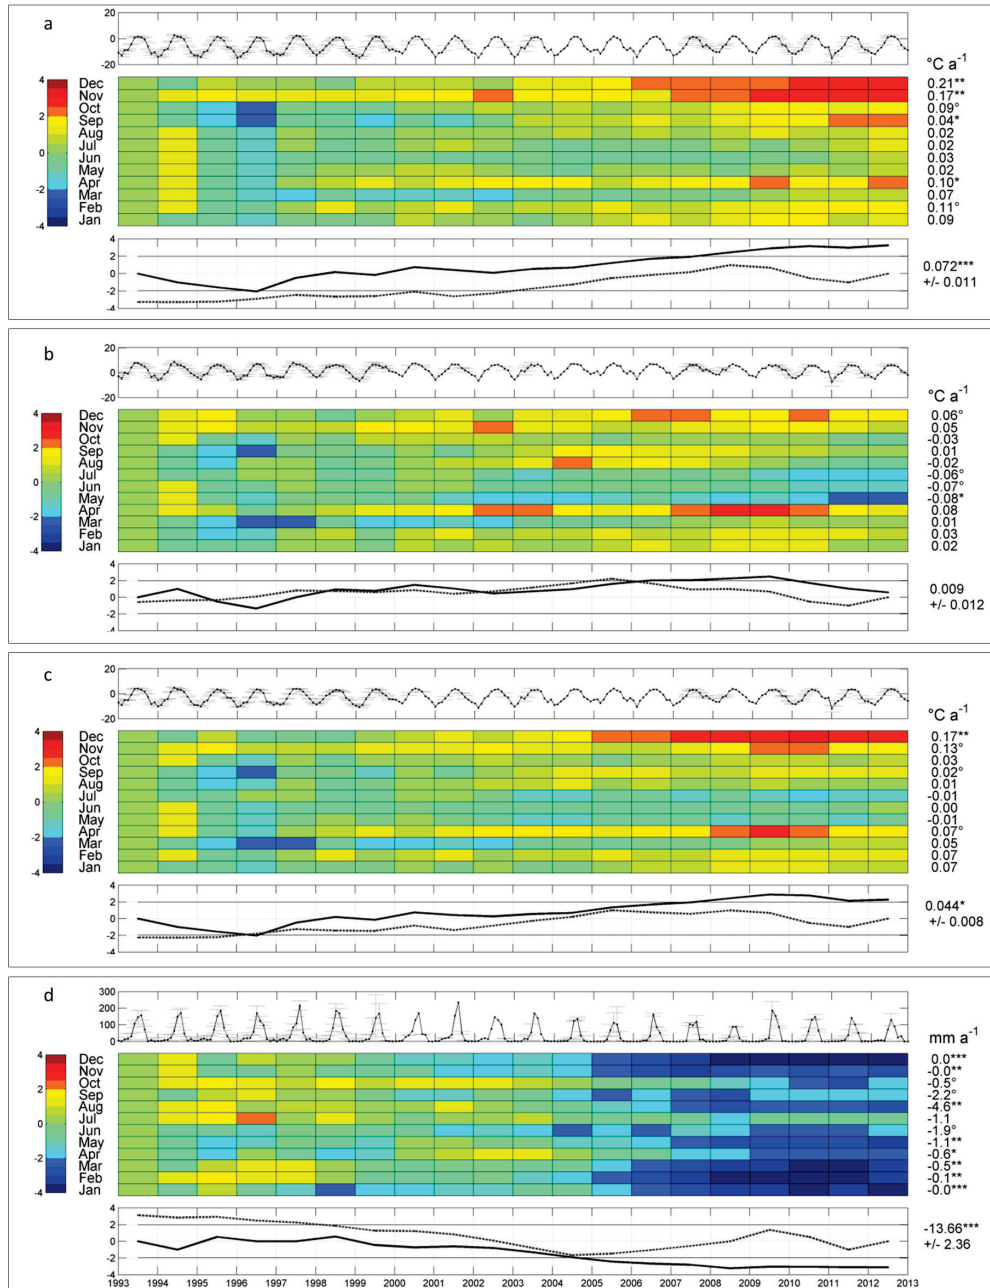 a
20
0
-20
°C a⁻¹
4
2
0
-2
-4
Dec 0.21**
Nov 0.17**
Oct 0.09°
Sep 0.04*
Aug 0.02
Jul 0.02
Jun 0.03
May 0.02
Apr 0.10*
Mar 0.07
Feb 0.11°
Jan 0.09
4
2
0
-2
-4
0.072***
+/- 0.011
b
20
0
-20
°C a⁻¹
4
2
0
-2
-4
Dec 0.06°
Nov 0.05
Oct -0.03
Sep 0.01
Aug -0.02
Jul -0.06°
Jun -0.07°
May -0.08*
Apr 0.08
Mar 0.01
Feb 0.03
Jan 0.02
4
2
0
-2
-4
0.009
+/- 0.012
c
20
0
-20
°C a⁻¹
4
2
0
-2
-4
Dec 0.17**
Nov 0.13°
Oct 0.03
Sep 0.02°
Aug 0.01
Jul -0.01
Jun 0.00
May -0.01
Apr 0.07°
Mar 0.05
Feb 0.07
Jan 0.07
4
2
0
-2
-4
0.044*
+/- 0.008
d
300
200
100
0
mm a⁻¹
4
2
0
-2
-4
Dec 0.0***
Nov -0.0**
Oct -0.5°
Sep -2.2°
Aug -4.6**
Jul -1.1
Jun -1.9°
May -1.1**
Apr -0.6*
Mar -0.5**
Feb -0.1**
Jan -0.0***
4
2
0
-2
-4
-13.66***
+/- 2.36
1993 1994 1995 1996 1997 1998 1999 2000 2001 2002 2003 2004 2005 2006 2007 2008 2009 2010 2011 2012 2013